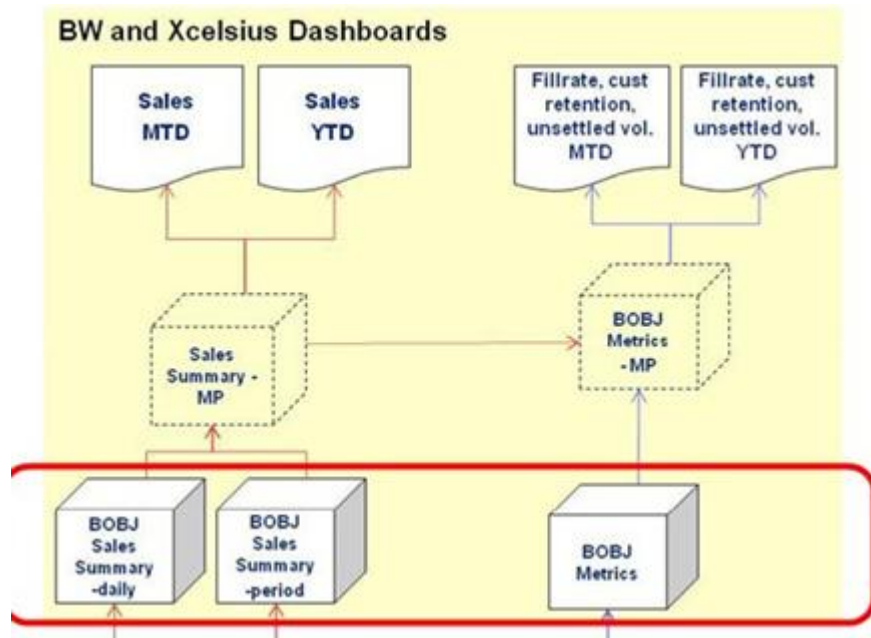 BW and Xcelsius Dashboards
Sales
MTD
Sales
YTD
Fillrate, cust
retention,
unsettled vol.
MTD
Fillrate, cust
retention,
unsettled vol.
YTD
Sales
Summary -
MP
BOBJ
Metrics
-MP
BOBJ
Sales
Summary
-daily
BOBJ
Sales
Summary
-period
BOBJ
Metrics